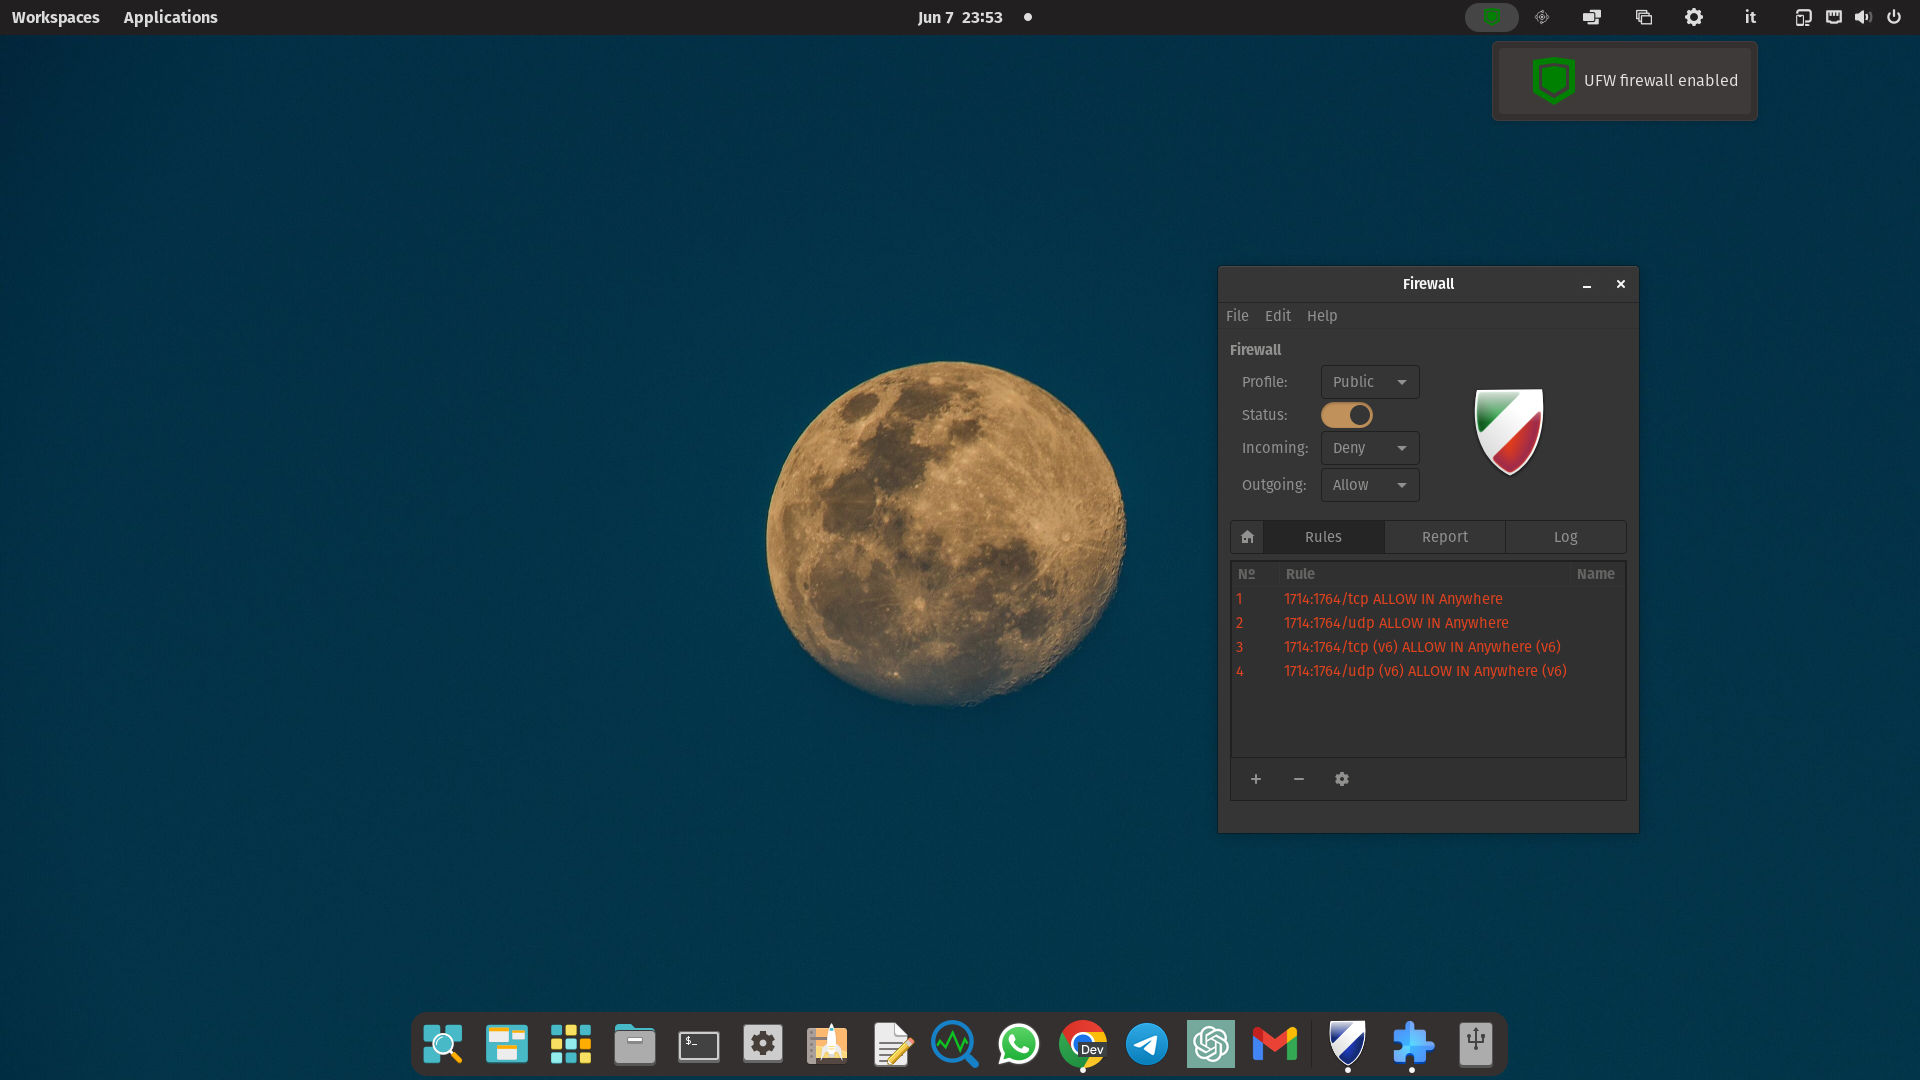 Workspaces Applications Jun 7 23:53 it
UFW firewall enabled
Firewall
File Edit Help
Firewall
Profile: Public
Status:
Incoming: Deny
Outgoing: Allow
Rules Report Log
Nº Rule Name
1 1714:1764/tcp ALLOW IN Anywhere
2 1714:1764/udp ALLOW IN Anywhere
3 1714:1764/tcp (v6) ALLOW IN Anywhere (v6)
4 1714:1764/udp (v6) ALLOW IN Anywhere (v6)
$_
Dev